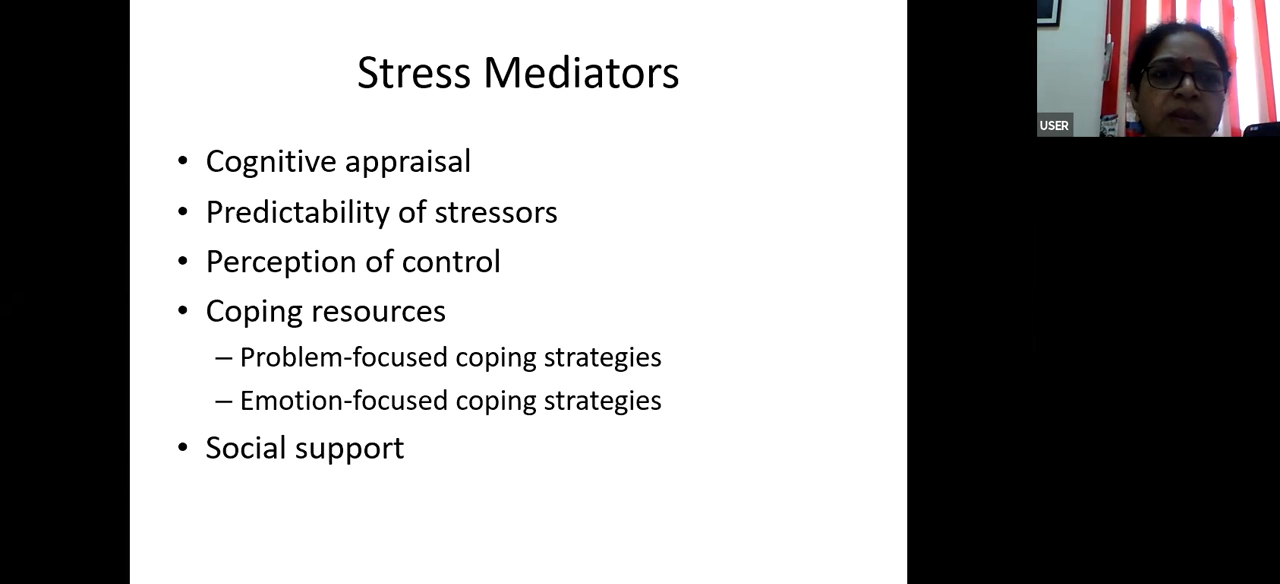 Stress Mediators
• Cognitive appraisal
• Predictability of stressors
• Perception of control
• Coping resources
– Problem-focused coping strategies
– Emotion-focused coping strategies
• Social support
USER